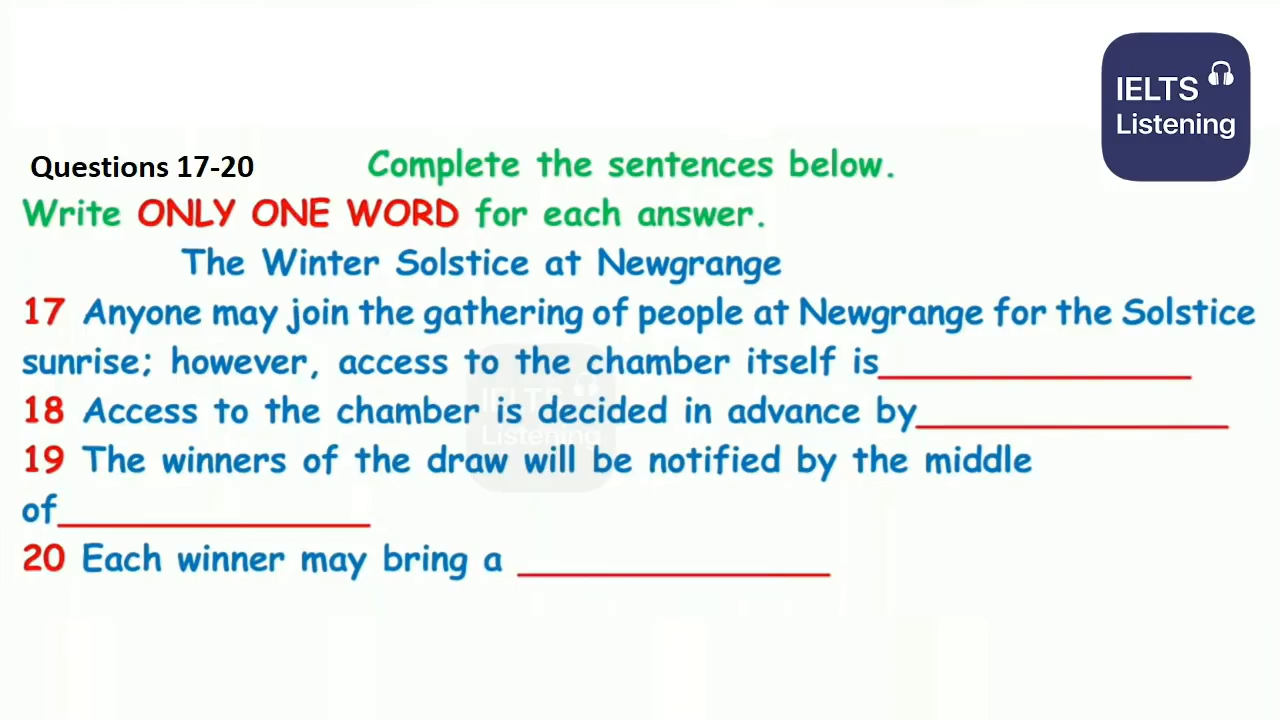 IELTS
Listening
Questions 17-20 Complete the sentences below.
Write ONLY ONE WORD for each answer.
The Winter Solstice at Newgrange
17 Anyone may join the gathering of people at Newgrange for the Solstice
sunrise; however, access to the chamber itself is
18 Access to the chamber is decided in advance by
19 The winners of the draw will be notified by the middle
of
20 Each winner may bring a
IELTS
Listening